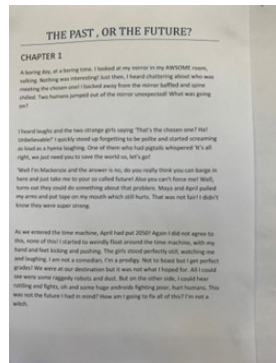 THE PAST , OR THE FUTURE?
CHAPTER 1
A boring day, at a boring time. I looked at my mirror in my AWSOME room,
sulking. Nothing was interesting! Just then, I heard chattering about who was
meeting the chosen one! I backed away from the mirror baffled and spine
chilled. Two humans jumped out of the mirror unexpected! What was going
on?
I heard laughs and the two strange girls saying 'That's the chosen one? Ha!
Unbelievable!' I quickly stood up forgetting to be polite and started screaming
as loud as a hyena laughing. One of them who had pigtails whispered 'It's all
right, we just need you to save the world so, let's go!
'Well I'm Mackenzie and the answer is no, do you really think you can barge in
here and just take me to your so called future! Also you can't force me! Well,
turns out they could do something about that problem. Maya and April pulled
my arms and put tape on my mouth which still hurts. That was not fair! I didn't
know they were super strong.
As we entered the time machine, April had put 2050! Again I did not agree to
this, none of this! I started to weirdly float around the time machine, with my
hand and feet kicking and pushing. The girls stood perfectly still, watching me
and laughing. I am not a comedian, I'm a prodigy. Not to boast but I get perfect
grades! We were at our destination but it was not what I hoped for. All I could
see were some raggedy robots and dust. But on the other side, I could hear
rattling and fights, oh and some huge androids fighting poor, hurt humans. This
was not the future I had in mind? How am I going to fix all of this? I'm not a
witch.